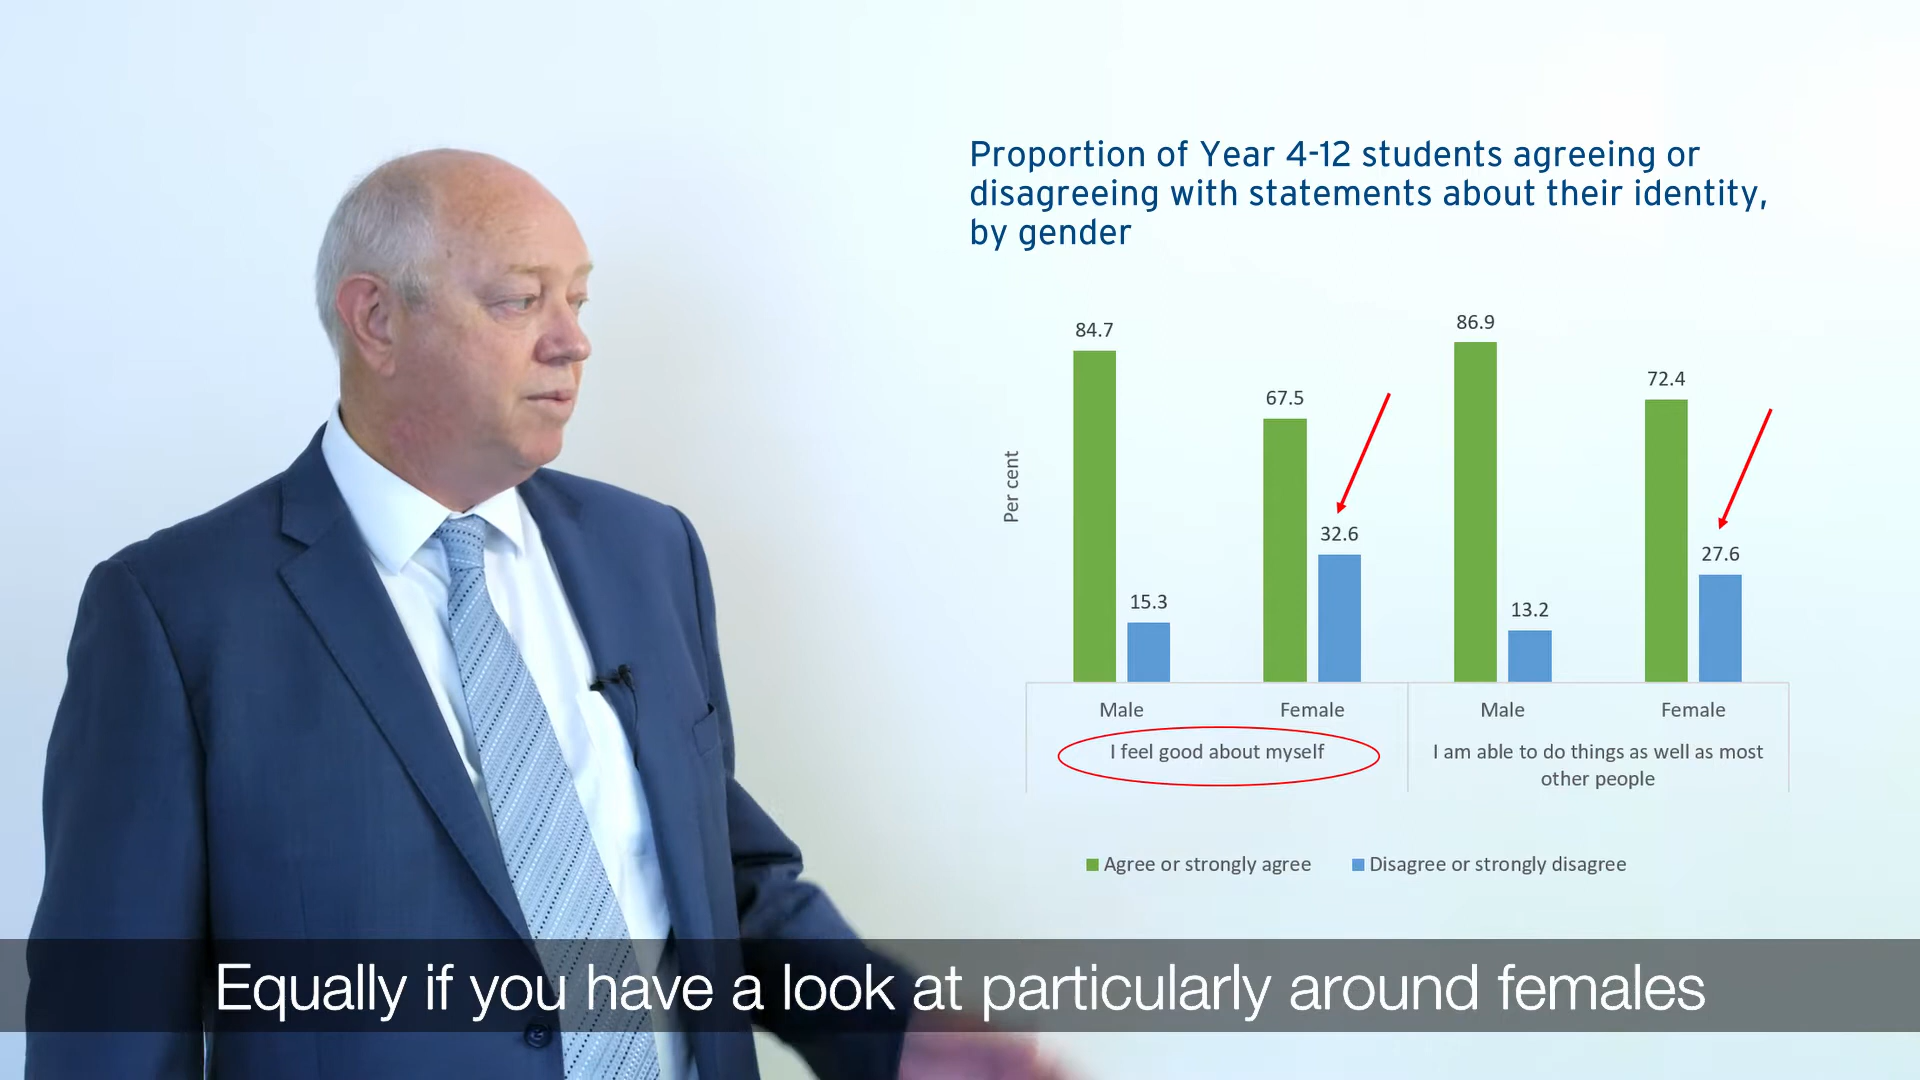 Proportion of Year 4-12 students agreeing or
disagreeing with statements about their identity,
by gender
84.7
15.3
67.5
32.6
86.9
13.2
72.4
27.6
Per cent
Male
Female
Male
Female
I feel good about myself
I am able to do things as well as most
other people
Agree or strongly agree
Disagree or strongly disagree
Equally if you have a look at particularly around females